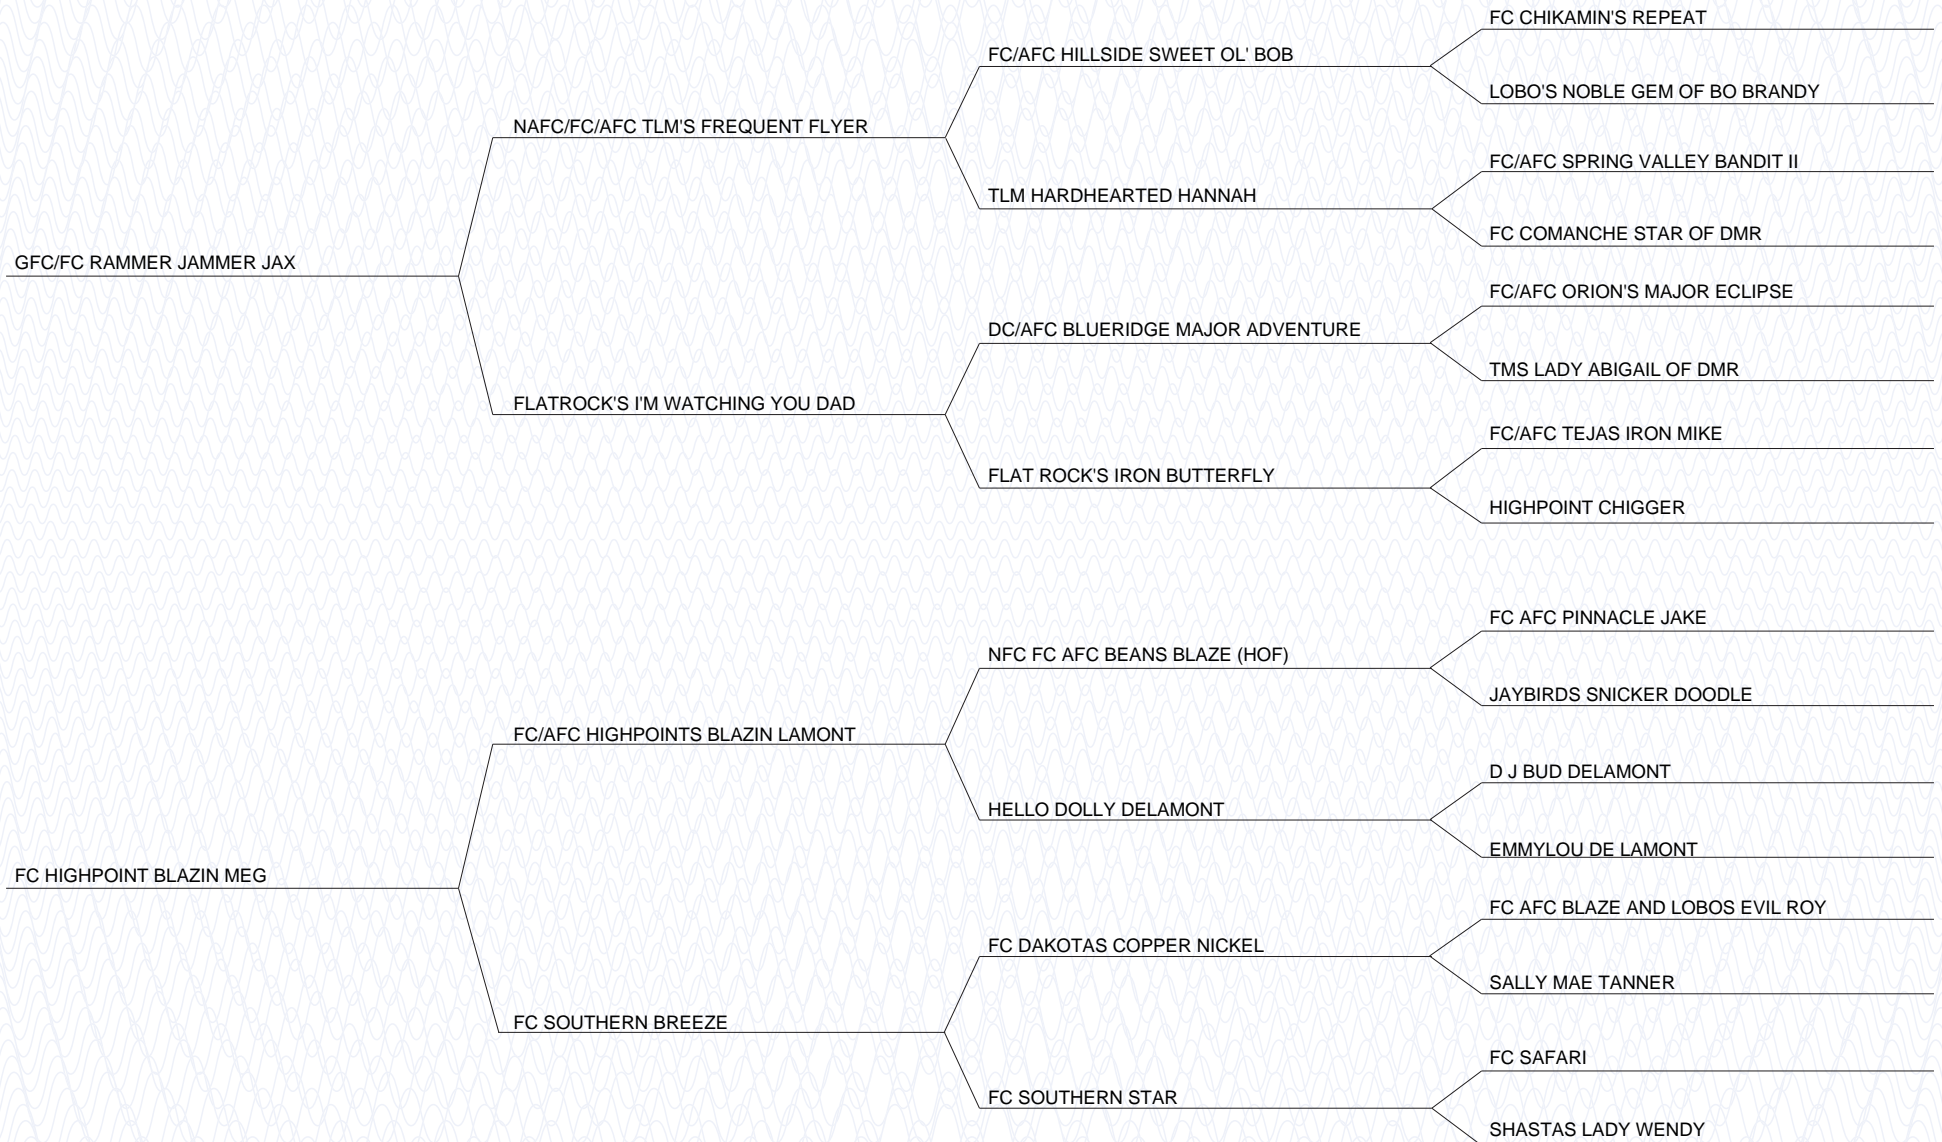 FC CHIKAMIN'S REPEAT
FC/AFC HILLSIDE SWEET OL' BOB
LOBO'S NOBLE GEM OF BO BRANDY
NAFC/FC/AFC TLM'S FREQUENT FLYER
FC/AFC SPRING VALLEY BANDIT II
TLM HARDHEARTED HANNAH
FC COMANCHE STAR OF DMR
GFC/FC RAMMER JAMMER JAX
FC/AFC ORION'S MAJOR ECLIPSE
DC/AFC BLUERIDGE MAJOR ADVENTURE
TMS LADY ABIGAIL OF DMR
FLATROCK'S I'M WATCHING YOU DAD
FC/AFC TEJAS IRON MIKE
FLAT ROCK'S IRON BUTTERFLY
HIGHPOINT CHIGGER
FC AFC PINNACLE JAKE
NFC FC AFC BEANS BLAZE (HOF)
JAYBIRDS SNICKER DOODLE
FC/AFC HIGHPOINTS BLAZIN LAMONT
D J BUD DELAMONT
HELLO DOLLY DELAMONT
EMMYLOU DE LAMONT
FC HIGHPOINT BLAZIN MEG
FC AFC BLAZE AND LOBOS EVIL ROY
FC DAKOTAS COPPER NICKEL
SALLY MAE TANNER
FC SOUTHERN BREEZE
FC SAFARI
FC SOUTHERN STAR
SHASTAS LADY WENDY